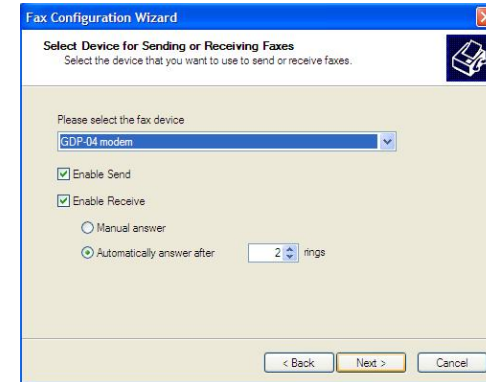 Fax Configuration Wizard
Select Device for Sending or Receiving Faxes
Select the device that you want to use to send or receive faxes.
Please select the fax device
GDP-04 modem
Enable Send
Enable Receive
Manual answer
Automatically answer after 2 rings
< Back Next > Cancel